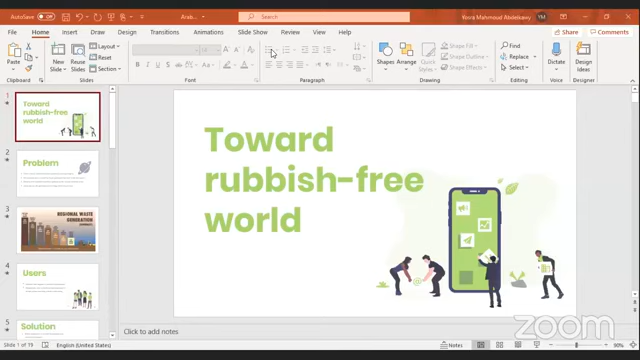 AutoSave Off
Arab...
Search
Yosra Mahmoud Abdelkawy YM
File Home Insert Draw Design Transitions Animations Slide Show Review View Help Share Comments
Paste
New Slide
Reuse Slides
Layout
Reset
Section
Shapes
Arrange
Quick Styles
Shape Fill
Shape Outline
Shape Effects
Find
Replace
Select
Dictate
Design Ideas
Clipboard Slides Font Paragraph Drawing Editing Voice Designer
1
Toward
rubbish-free
world
2
Problem
3
REGIONAL WASTE
GENERATION
4
Users
5
Solution
Toward
rubbish-free
world
Click to add notes
Slide 1 of 19 English (United States) Notes 90%
zoom